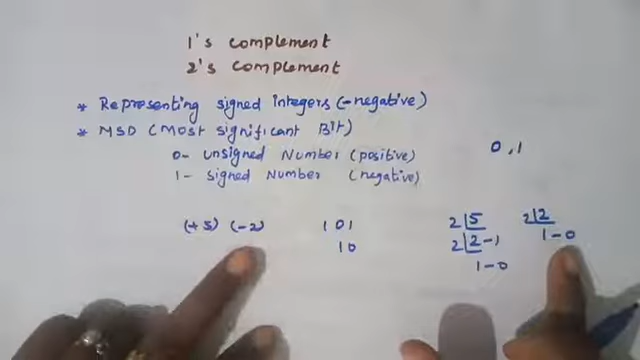 1's complement
2's complement
* Representing signed integers (-negative)
* MSD (Most significant Bit)
0- unsigned Number (positive)
0,1
1- signed Number (negative)
(+5) (-2) 101 2 5 2 2
10 2 2-1 1-0
1-0